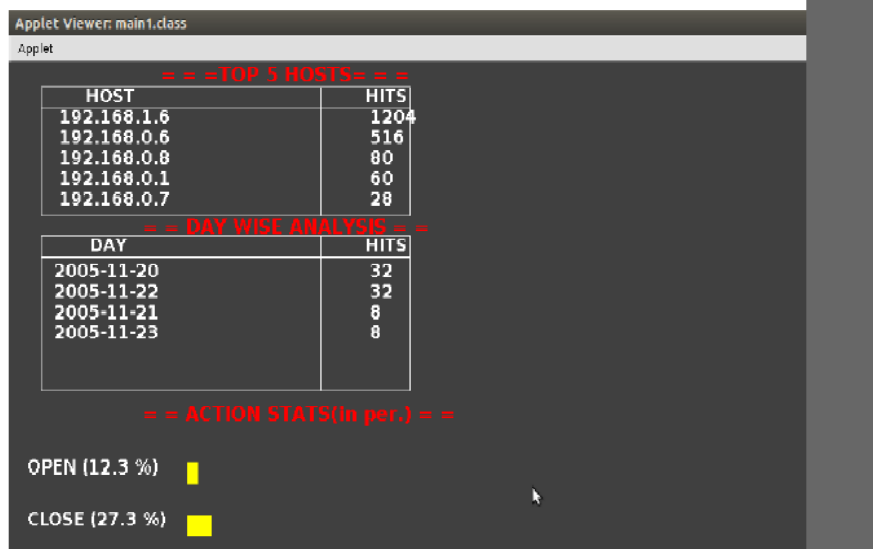 Applet Viewer: main1.class
Applet
= = =TOP 5 HOSTS= = =
HOST HITS
192.168.1.6 1204
192.168.0.6 516
192.168.0.8 80
192.168.0.1 60
192.168.0.7 28
= = DAY WISE ANALYSIS = =
DAY HITS
2005-11-20 32
2005-11-22 32
2005-11-21 8
2005-11-23 8
= = ACTION STATS(in per.) = =
OPEN (12.3 %)
CLOSE (27.3 %)